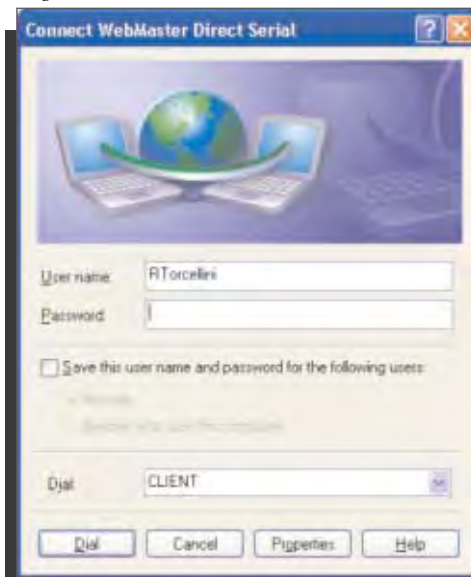 Connect WebMaster Direct Serial
User name:
RTorcellini
Password:
Save this user name and password for the following users:
Dial:
CLIENT
Dial
Cancel
Properties
Help